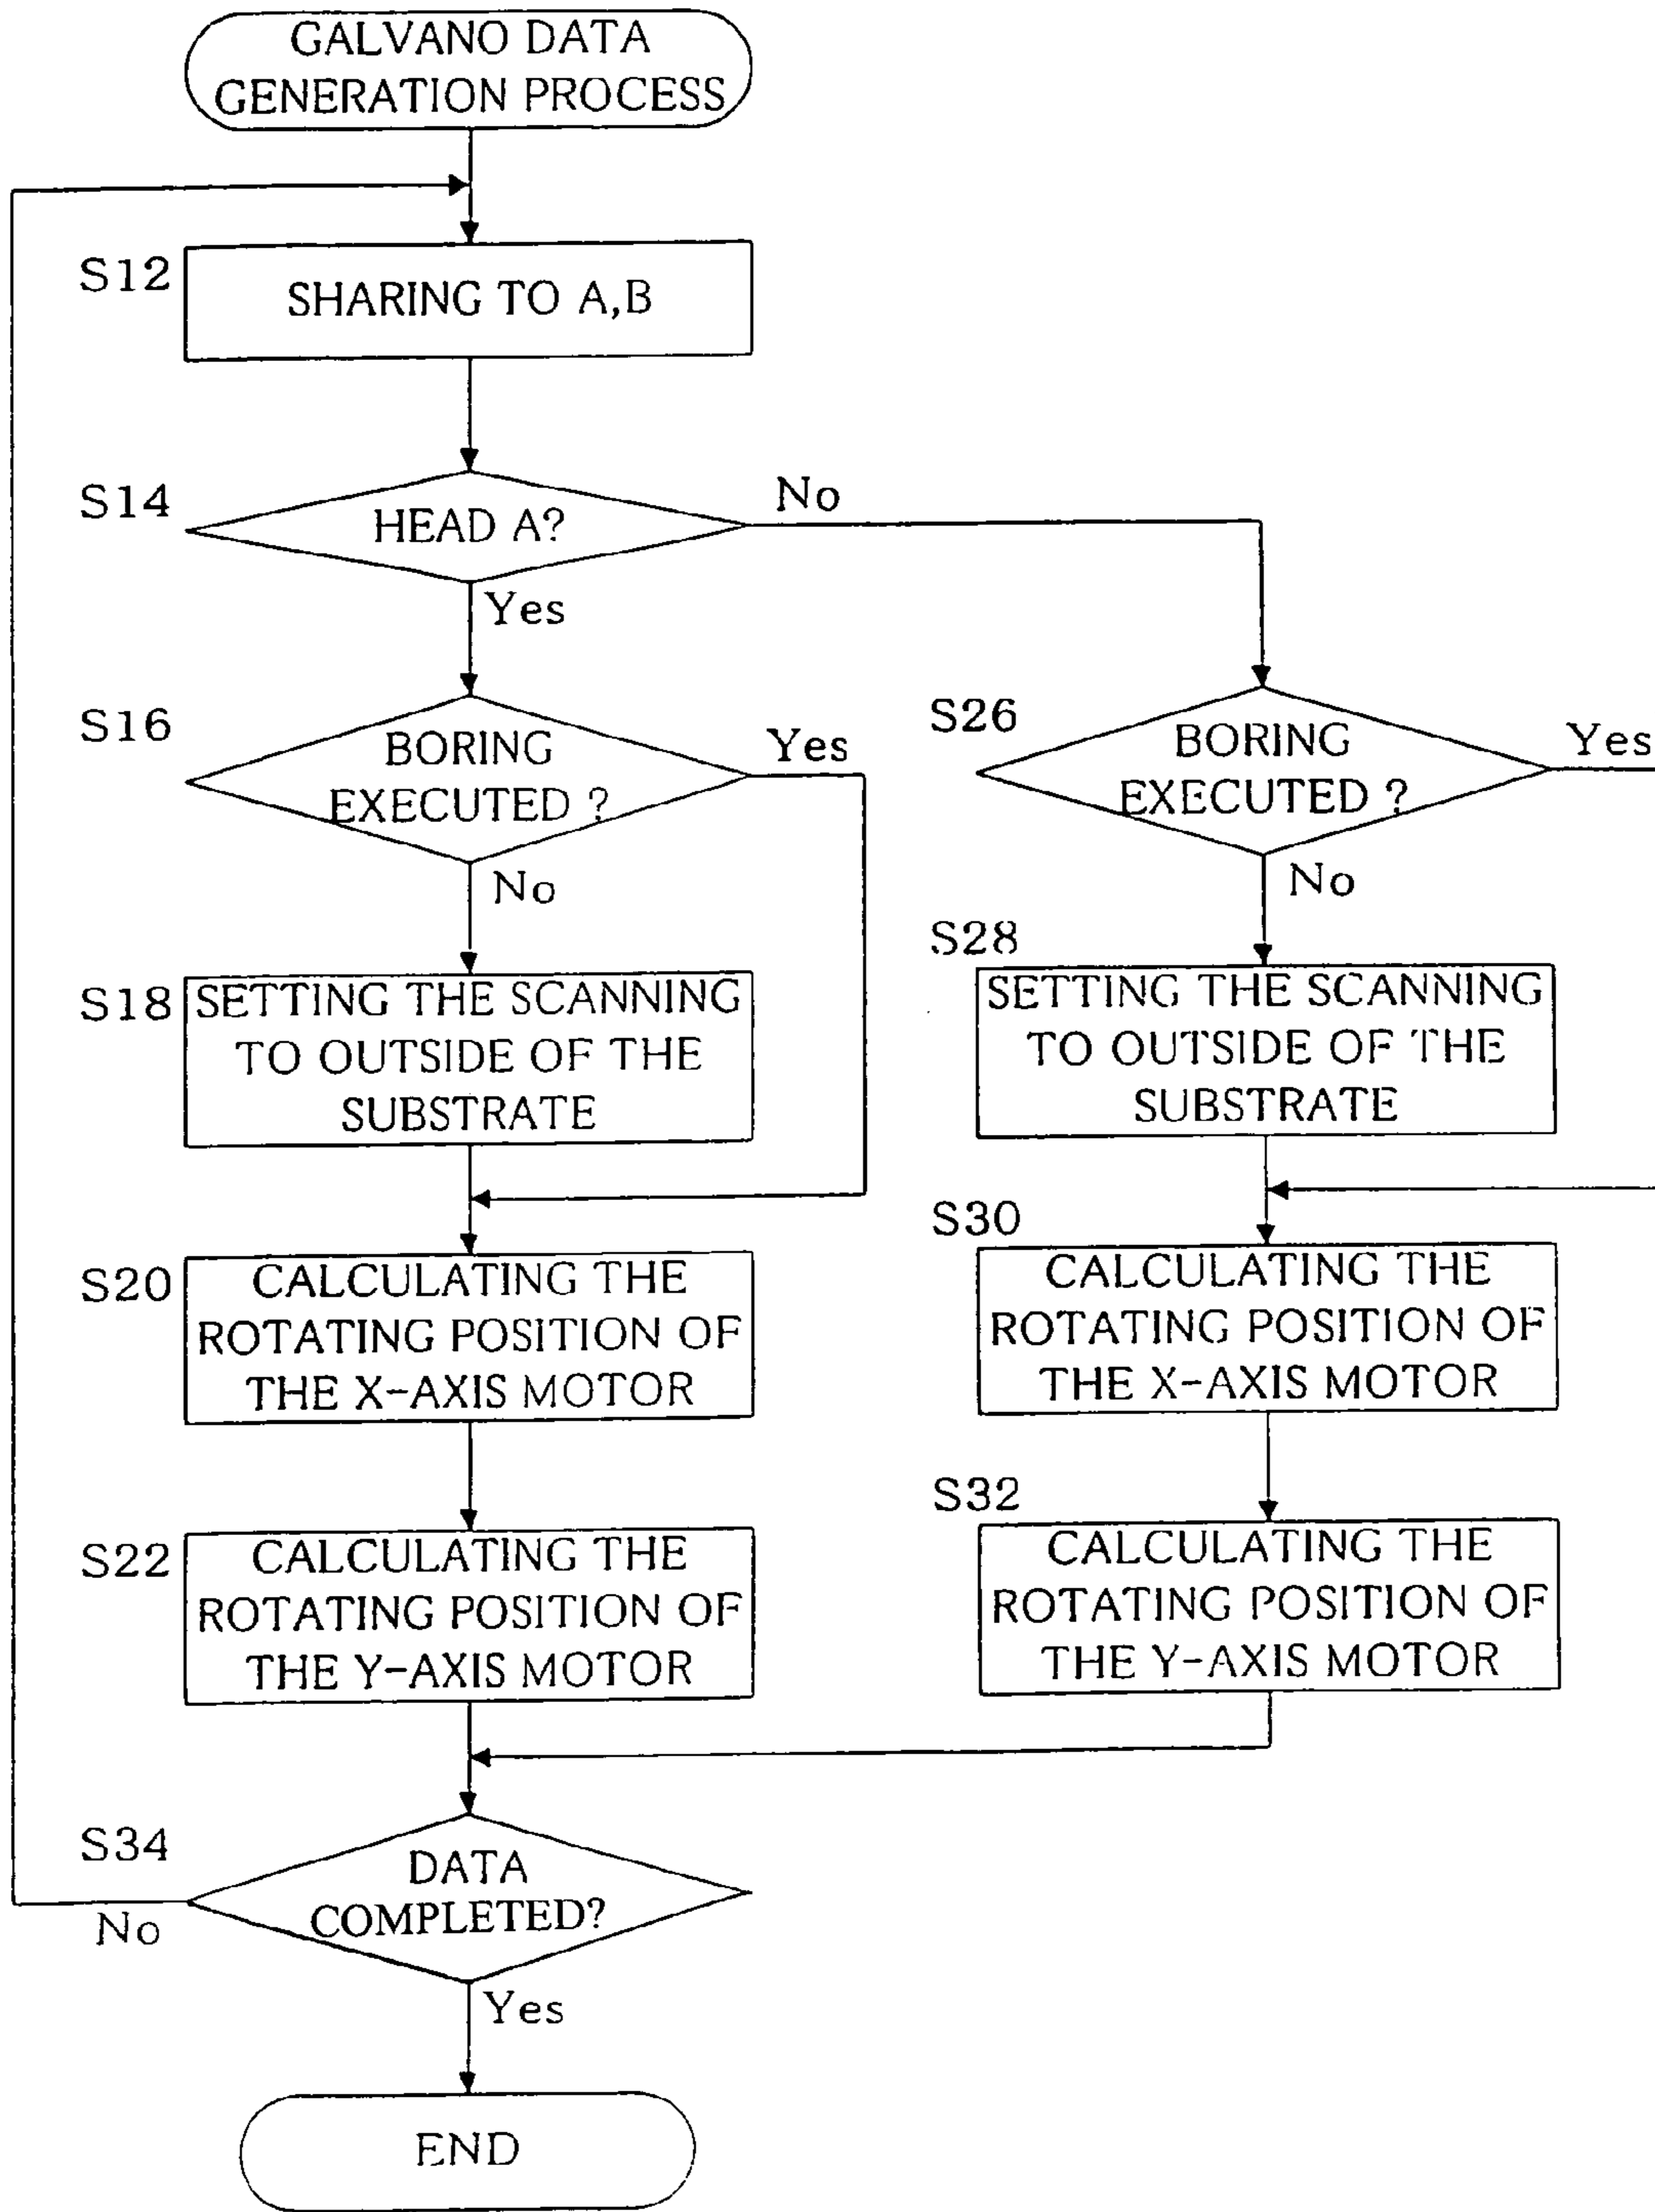 GALVANO DATA
GENERATION PROCESS
S12
SHARING TO A,B
S14
HEAD A?
No
Yes
S16
BORING
EXECUTED ?
Yes
No
S26
BORING
EXECUTED ?
Yes
No
S18
SETTING THE SCANNING
TO OUTSIDE OF THE
SUBSTRATE
S28
SETTING THE SCANNING
TO OUTSIDE OF THE
SUBSTRATE
S20
CALCULATING THE
ROTATING POSITION OF
THE X-AXIS MOTOR
S30
CALCULATING THE
ROTATING POSITION OF
THE X-AXIS MOTOR
S22
CALCULATING THE
ROTATING POSITION OF
THE Y-AXIS MOTOR
S32
CALCULATING THE
ROTATING POSITION OF
THE Y-AXIS MOTOR
S34
DATA
COMPLETED?
No
Yes
END